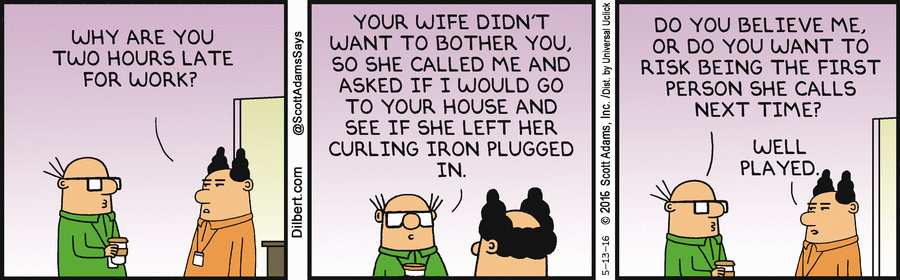 WHY ARE YOU
TWO HOURS LATE
FOR WORK?
Dilbert.com @ScottAdamsSays
YOUR WIFE DIDN'T
WANT TO BOTHER YOU,
SO SHE CALLED ME AND
ASKED IF I WOULD GO
TO YOUR HOUSE AND
SEE IF SHE LEFT HER
CURLING IRON PLUGGED
IN.
5-13-16 © 2016 Scott Adams, Inc. /Dist. by Universal Uclick
DO YOU BELIEVE ME,
OR DO YOU WANT TO
RISK BEING THE FIRST
PERSON SHE CALLS
NEXT TIME?
WELL
PLAYED.